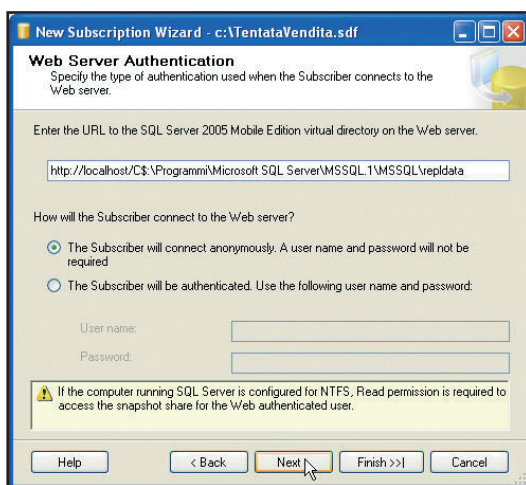 New Subscription Wizard - c:\TentataVendita.sdf
Web Server Authentication
Specify the type of authentication used when the Subscriber connects to the
Web server.
Enter the URL to the SQL Server 2005 Mobile Edition virtual directory on the Web server.
http://localhost/C$:\Programmi\Microsoft SQL Server\MSSQL.1\MSSQL\repldata
How will the Subscriber connect to the Web server?
The Subscriber will connect anonymously. A user name and password will not be
required
The Subscriber will be authenticated. Use the following user name and password:
User name:
Password:
If the computer running SQL Server is configured for NTFS, Read permission is required to
access the snapshot share for the Web authenticated user.
Help
< Back
Next
Finish >>|
Cancel